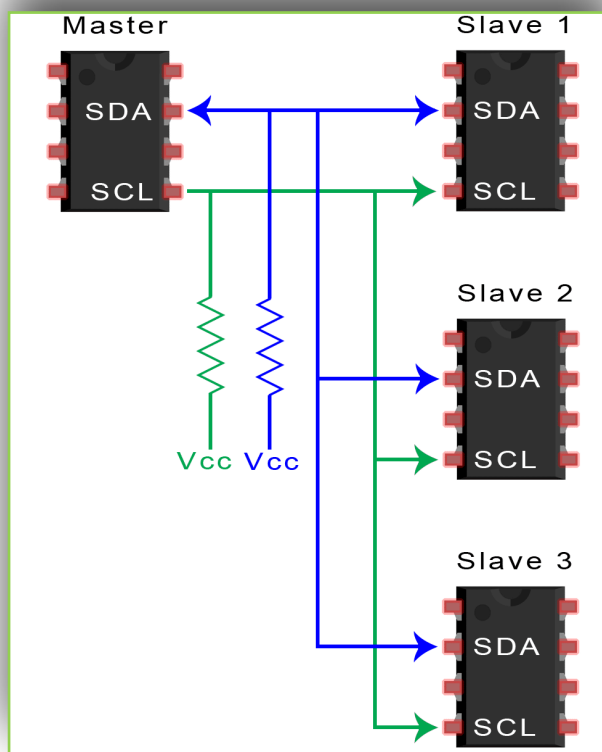 Master
SDA
SCL
Slave 1
SDA
SCL
Vcc Vcc
Slave 2
SDA
SCL
Slave 3
SDA
SCL